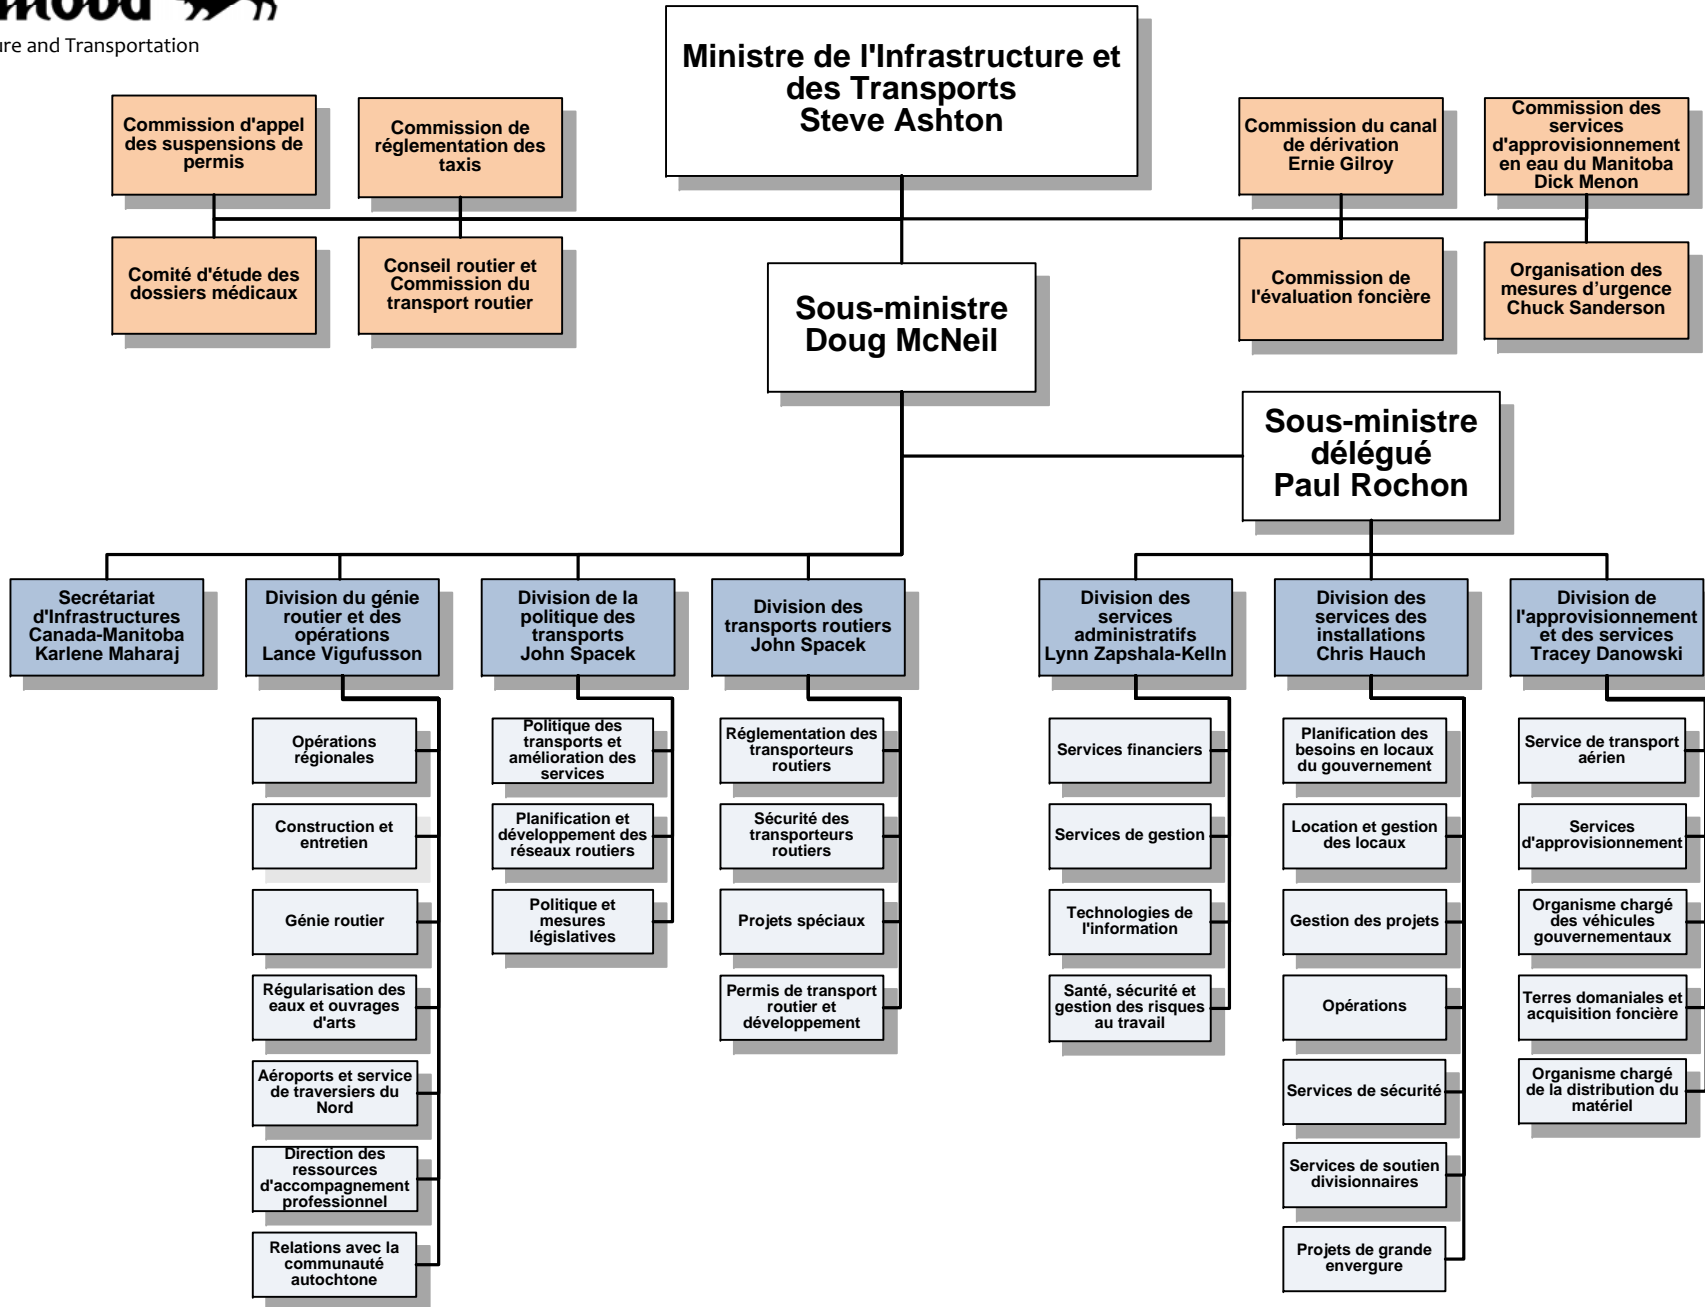 ure and Transportation
Ministre de l'Infrastructure et
des Transports
Steve Ashton
Commission d'appel
des suspensions de
permis
Commission de
réglementation des
taxis
Commission du canal
de dérivation
Ernie Gilroy
Commission des
services
d'approvisionnement
en eau du Manitoba
Dick Menon
Comité d'étude des
dossiers médicaux
Conseil routier et
Commission du
transport routier
Commission de
l'évaluation foncière
Organisation des
mesures d’urgence
Chuck Sanderson
Sous-ministre
Doug McNeil
Sous-ministre
délégué
Paul Rochon
Secrétariat
d'Infrastructures
Canada-Manitoba
Karlene Maharaj
Division du génie
routier et des
opérations
Lance Vigufusson
Division de la
politique des
transports
John Spacek
Division des
transports routiers
John Spacek
Division des
services
administratifs
Lynn Zapshala-Kelln
Division des
services des
installations
Chris Hauch
Division de
l'approvisionnement
et des services
Tracey Danowski
Opérations
régionales
Construction et
entretien
Génie routier
Régularisation des
eaux et ouvrages
d'arts
Aéroports et service
de traversiers du
Nord
Direction des
ressources
d'accompagnement
professionnel
Relations avec la
communauté
autochtone
Politique des
transports et
amélioration des
services
Planification et
développement des
réseaux routiers
Politique et
mesures
législatives
Réglementation des
transporteurs
routiers
Sécurité des
transporteurs
routiers
Projets spéciaux
Permis de transport
routier et
développement
Services financiers
Services de gestion
Technologies de
l'information
Santé, sécurité et
gestion des risques
au travail
Planification des
besoins en locaux
du gouvernement
Location et gestion
des locaux
Gestion des projets
Opérations
Services de sécurité
Services de soutien
divisionnaires
Projets de grande
envergure
Service de transport
aérien
Services
d'approvisionnement
Organisme chargé
des véhicules
gouvernementaux
Terres domaniales et
acquisition foncière
Organisme chargé
de la distribution du
matériel